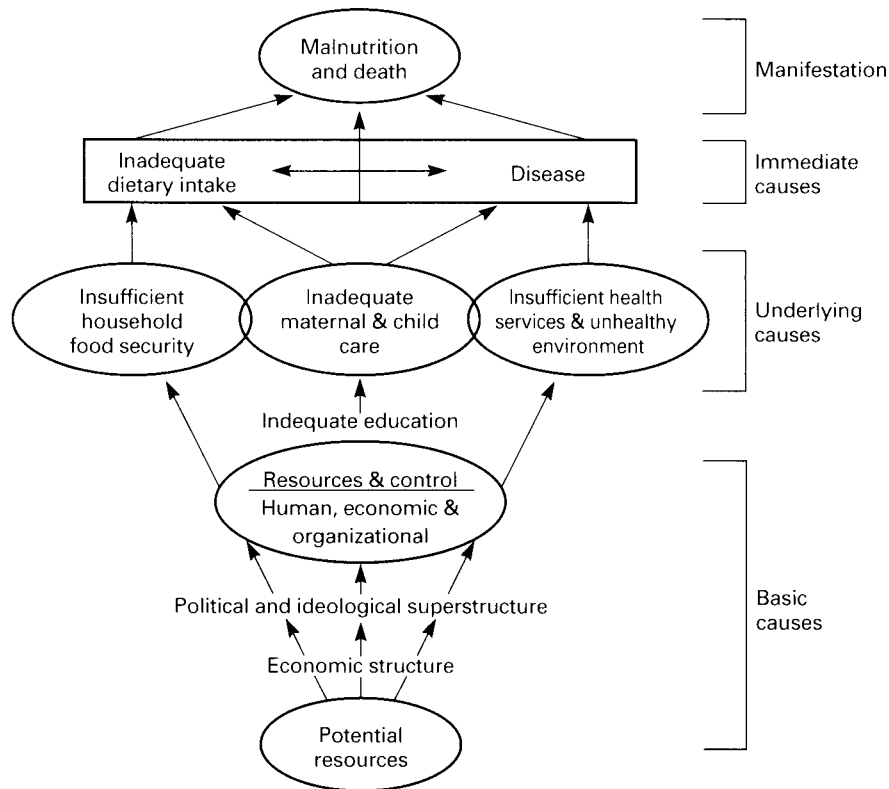 Malnutrition
and death
Manifestation
Inadequate
dietary intake
Disease
Immediate
causes
Insufficient
household
food security
Inadequate
maternal & child
care
Insufficient health
services & unhealthy
environment
Underlying
causes
Indequate education
Resources & control
Human, economic &
organizational
Political and ideological superstructure
Basic
causes
Economic structure
Potential
resources